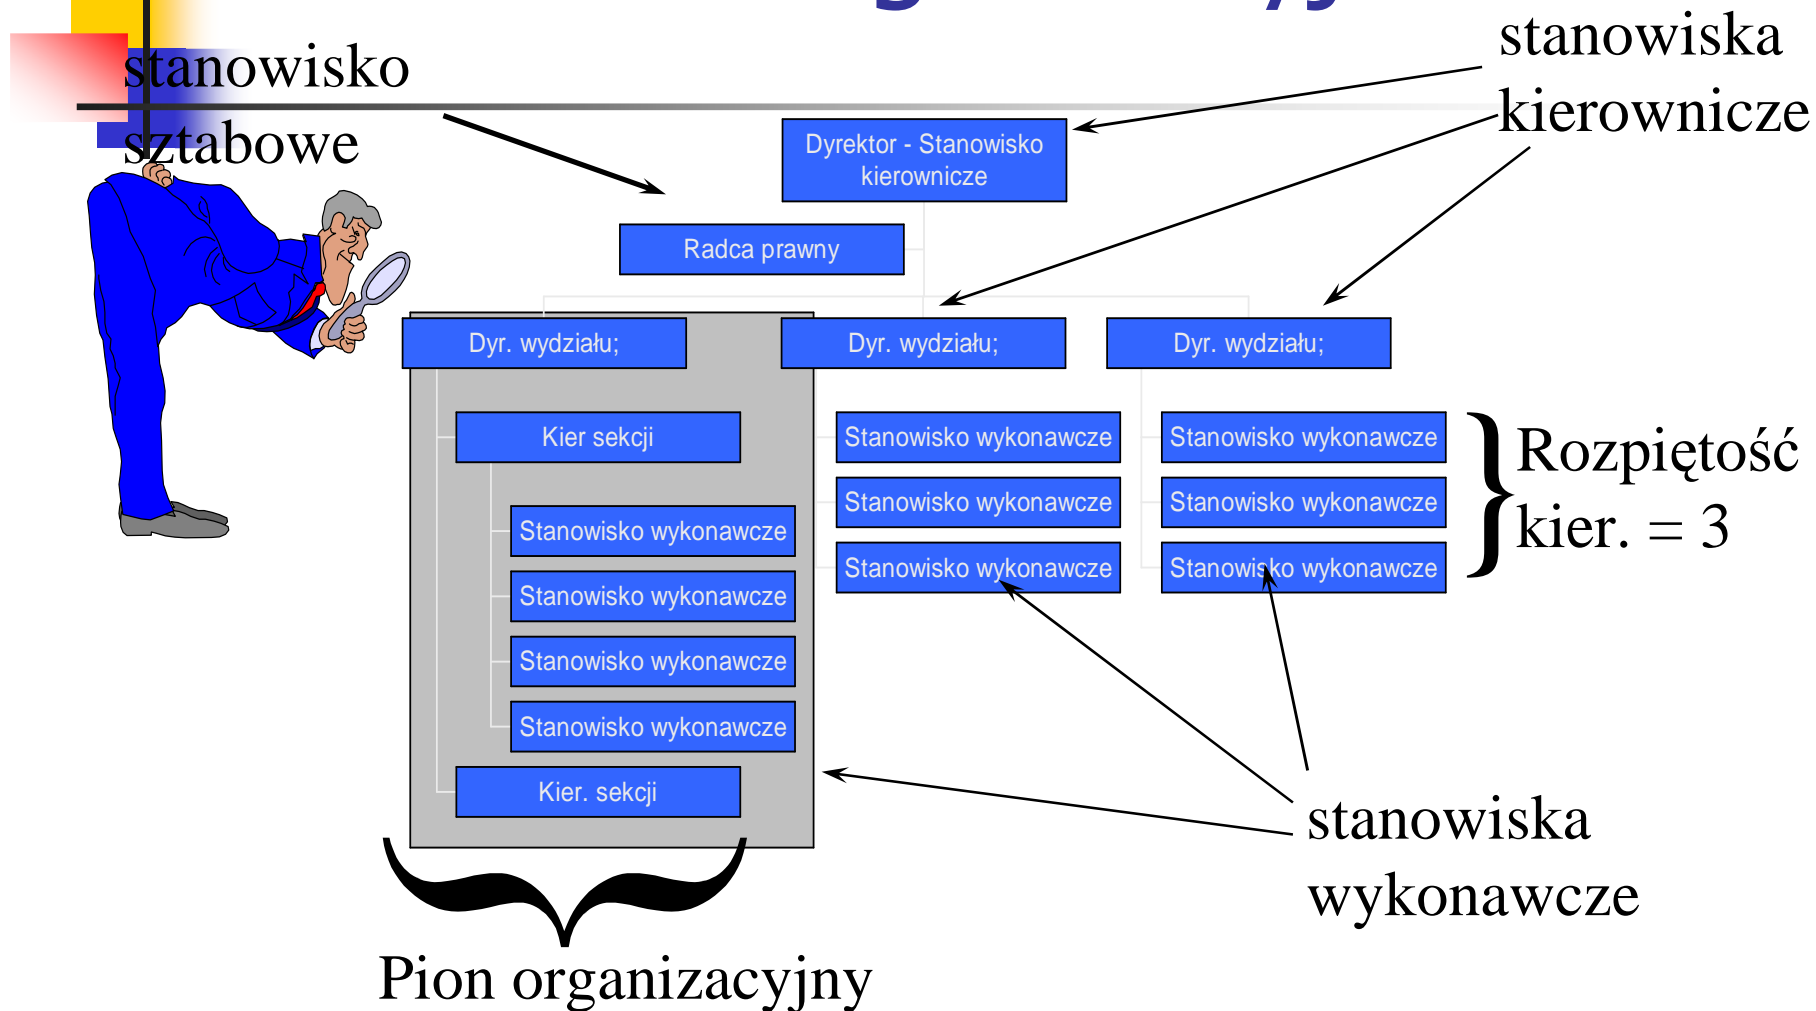 stanowisko
sztabowe
stanowiska
kierownicze
Dyrektor - Stanowisko
kierownicze
Radca prawny
Dyr. wydziału;
Dyr. wydziału;
Dyr. wydziału;
Kier sekcji
Stanowisko wykonawcze
Stanowisko wykonawcze
Stanowisko wykonawcze
Stanowisko wykonawcze
Kier. sekcji
Stanowisko wykonawcze
Stanowisko wykonawcze
Stanowisko wykonawcze
Stanowisko wykonawcze
Stanowisko wykonawcze
Stanowisko wykonawcze
Rozpiętość
kier. = 3
stanowiska
wykonawcze
Pion organizacyjny